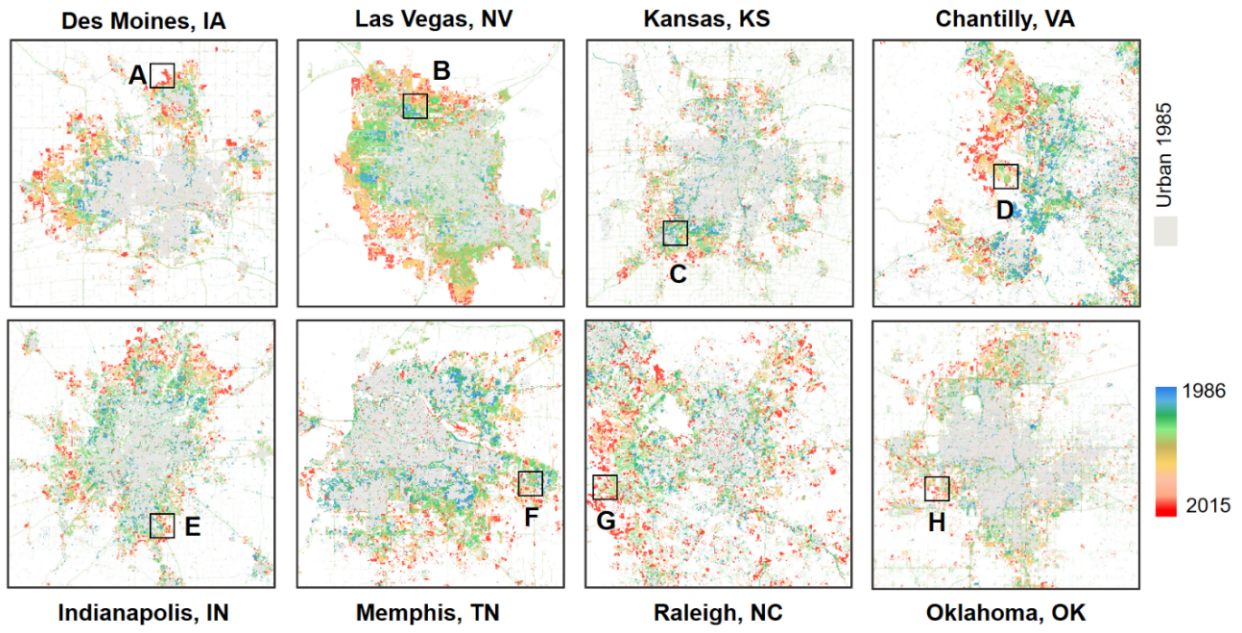 Des Moines, IA
Las Vegas, NV
Kansas, KS
Chantilly, VA
A
B
C
D
Urban 1985
E
F
G
H
1986
2015
Indianapolis, IN
Memphis, TN
Raleigh, NC
Oklahoma, OK